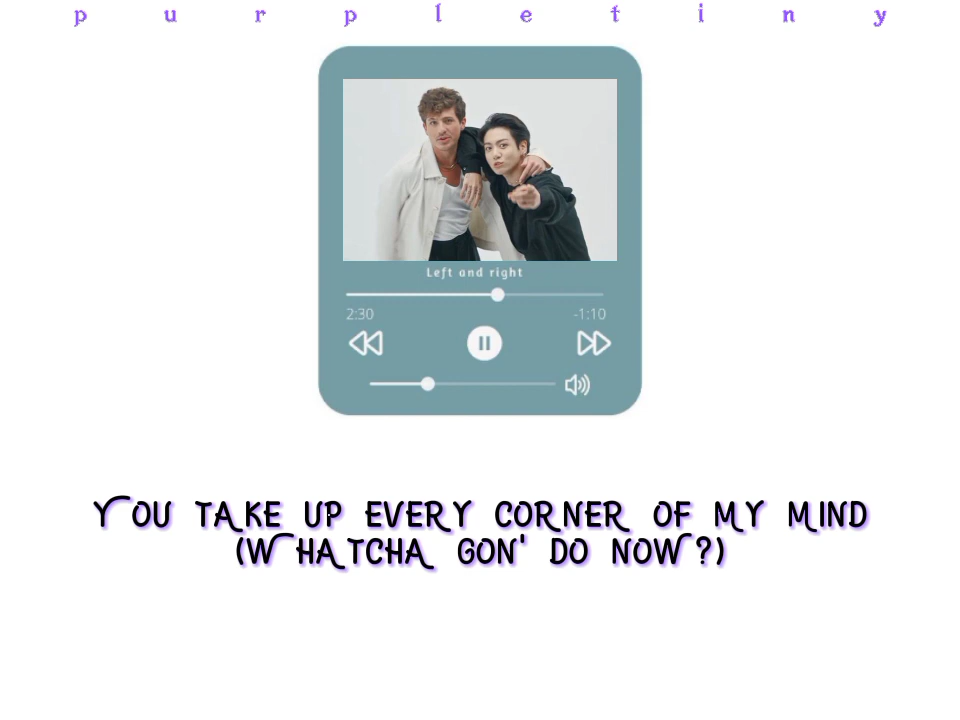 purpletiny
Left and right
2:30 -1:10
YOU TAKE UP EVERY CORNER OF MY MIND
(WHATCHA GON' DO NOW?)